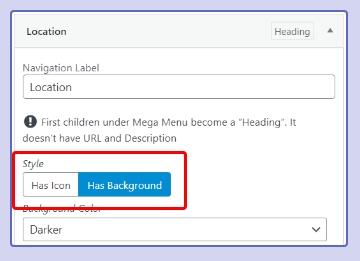 Location Heading
Navigation Label
Location
First children under Mega Menu become a "Heading". It
doesn't have URL and Description
Style
Has Icon Has Background
Background Color
Darker